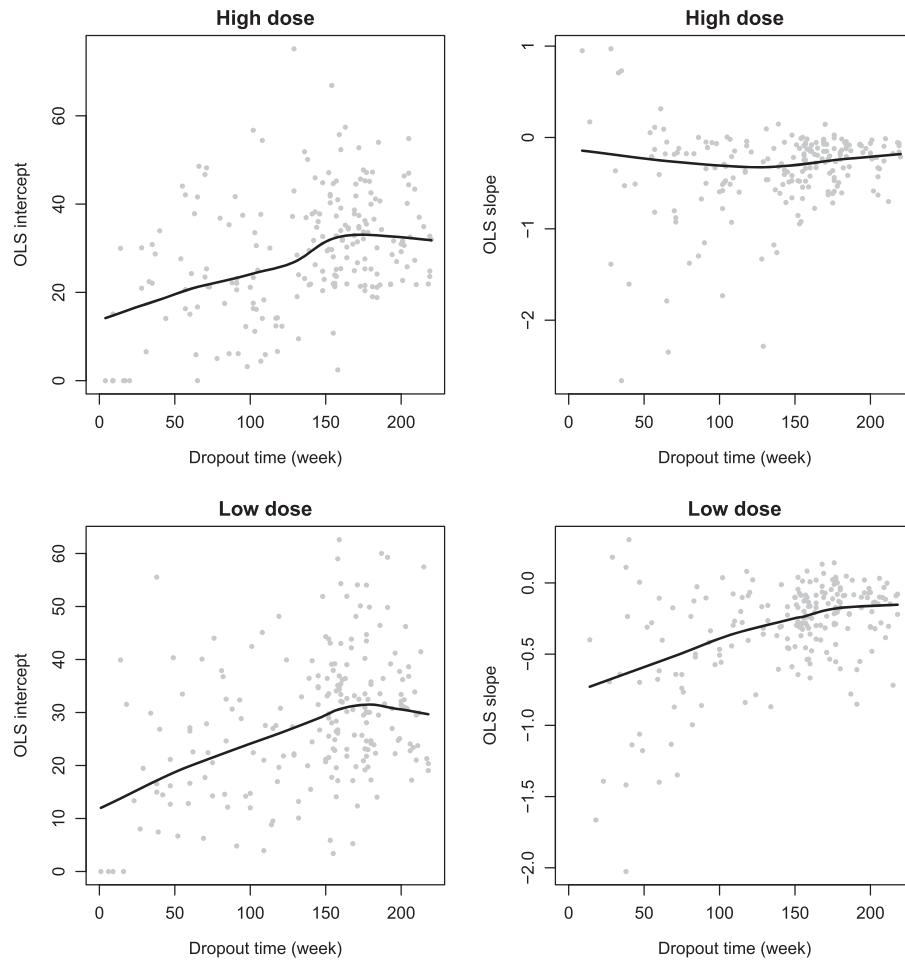 High dose
60
40
20
0
OLS intercept
0 50 100 150 200
Dropout time (week)
High dose
1
0
−1
−2
OLS slope
0 50 100 150 200
Dropout time (week)
Low dose
60
50
40
30
20
10
0
OLS intercept
0 50 100 150 200
Dropout time (week)
Low dose
0.0
−0.5
−1.0
−1.5
−2.0
OLS slope
0 50 100 150 200
Dropout time (week)